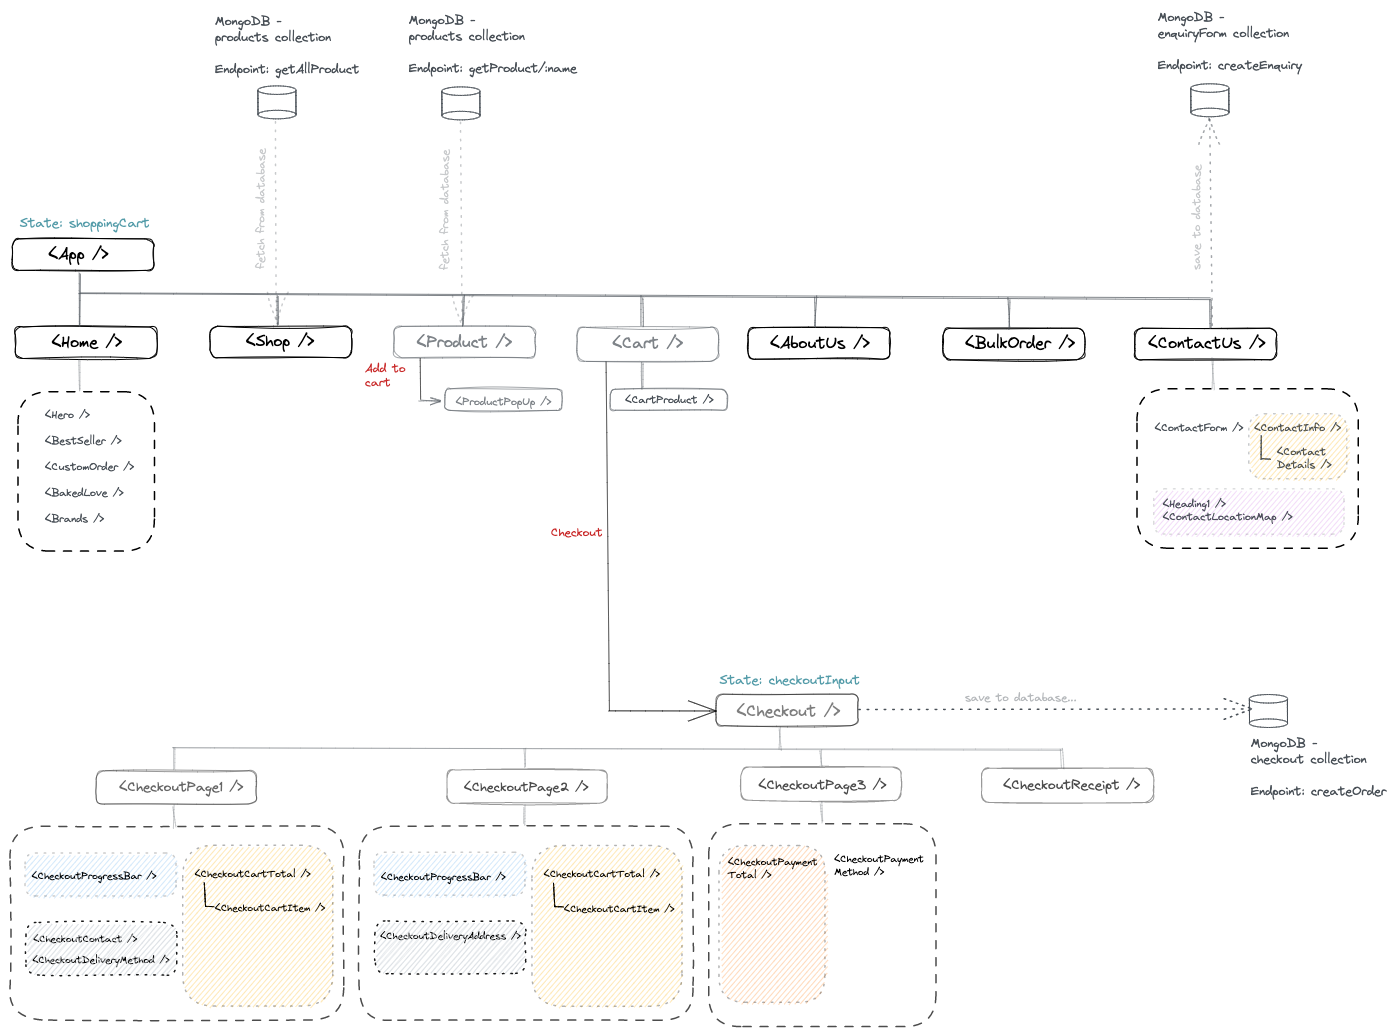 MongoDB -
products collection
Endpoint: getAllProduct
MongoDB -
products collection
Endpoint: getProduct/:name
MongoDB -
enquiryForm collection
Endpoint: createEnquiry
fetch from database
fetch from database
save to database
State: shoppingCart
<App />
<Home />
<Shop />
<Product />
<Cart />
<AboutUs />
<BulkOrder />
<ContactUs />
Add to
cart
<ProductPopUp />
<CartProduct />
<Hero />
<BestSeller />
<CustomOrder />
<BakedLove />
<Brands />
<ContactForm />
<ContactInfo />
<Contact
Details />
<Heading1 />
<ContactLocationMap />
Checkout
State: checkoutInput
<Checkout />
save to database...
MongoDB -
checkout collection
Endpoint: createOrder
<CheckoutPage1 />
<CheckoutPage2 />
<CheckoutPage3 />
<CheckoutReceipt />
<CheckoutProgressBar />
<CheckoutCartTotal />
<CheckoutCartItem />
<CheckoutContact />
<CheckoutDeliveryMethod />
<CheckoutProgressBar />
<CheckoutCartTotal />
<CheckoutCartItem />
<CheckoutDeliveryAddress />
<CheckoutPayment
Total />
<CheckoutPayment
Method />